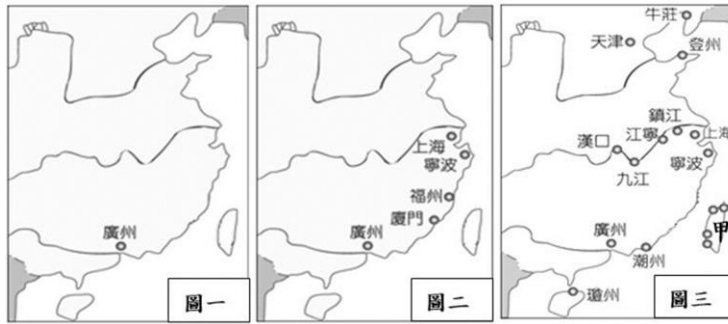 廣州
圖一
上海
寧波
福州
廈門
廣州
圖二
牛莊
天津
登州
鎮江
上海
漢口
江寧
寧波
九江
甲
廣州
潮州
瓊州
圖三